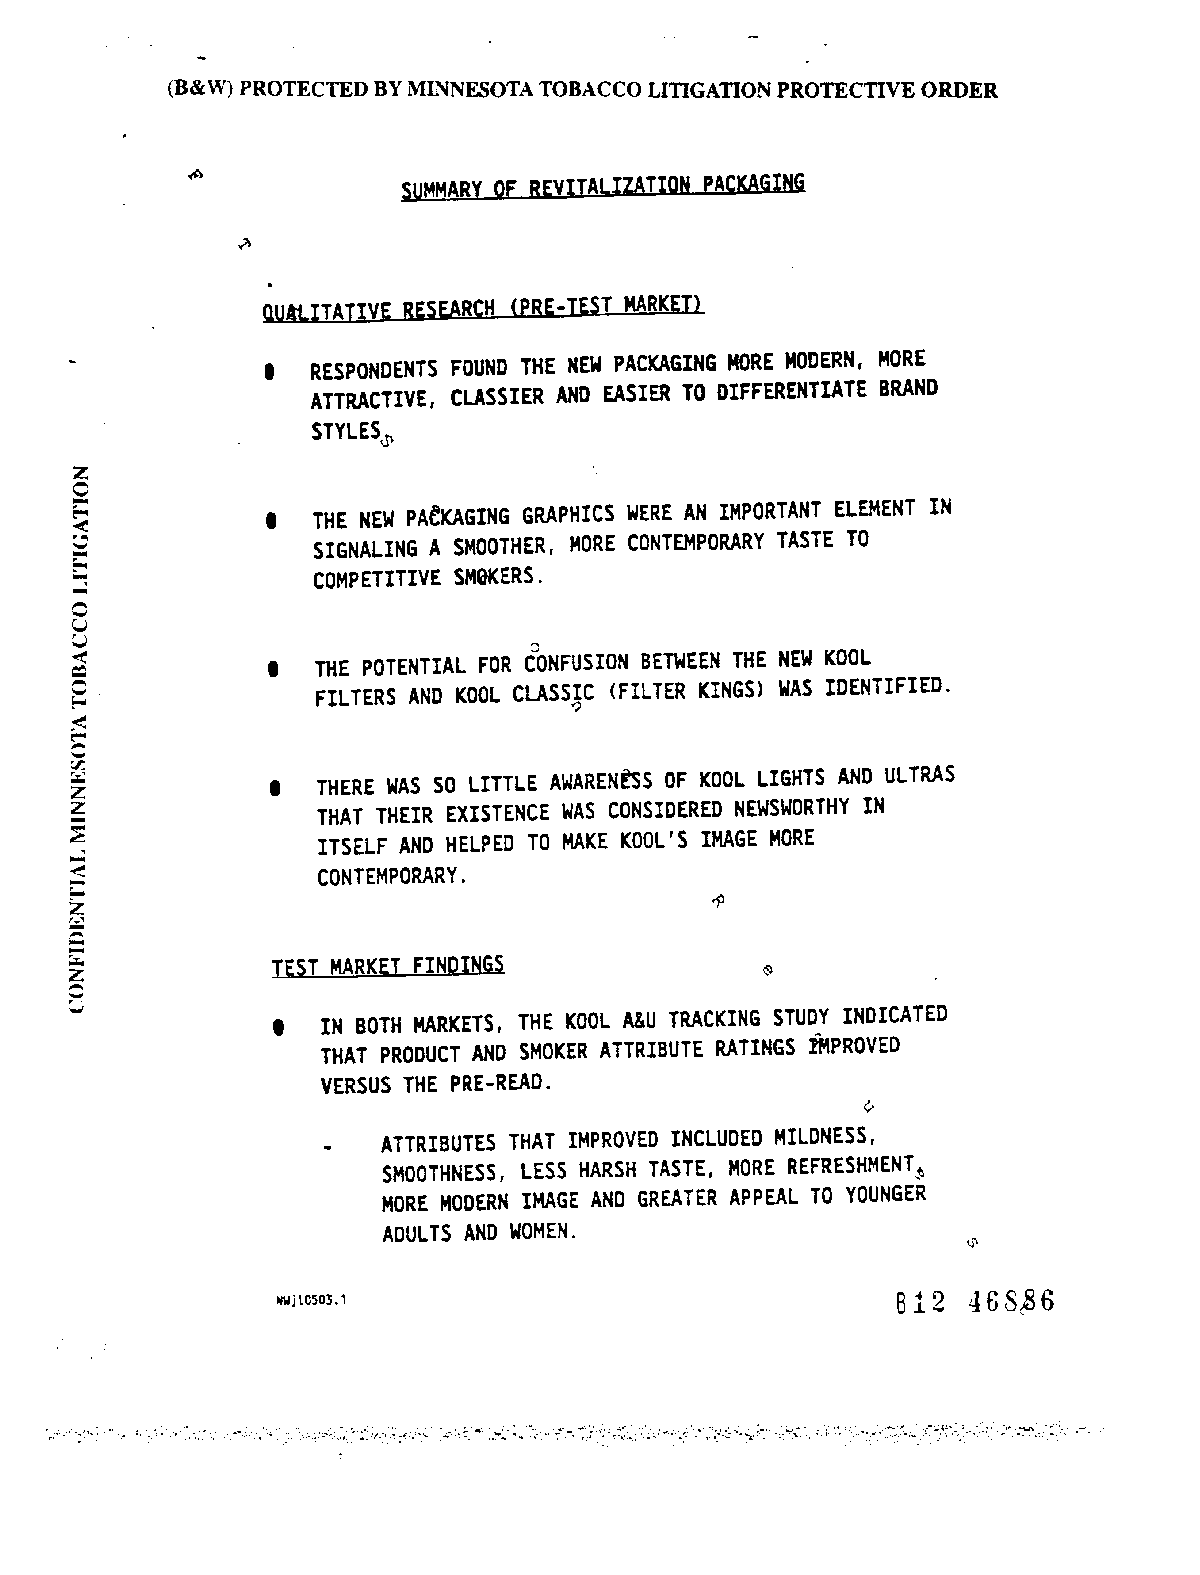 (B&W) PROTECTED BY MINNESOTA TOBACCO LITIGATION PROTECTIVE ORDER
SUMMARY OF REVITALIZATION PACKAGING
QUALITATIVE RESEARCH (PRE-TEST MARKET)
RESPONDENTS FOUND THE NEW PACKAGING MORE MODERN, MORE
ATTRACTIVE, CLASSIER AND EASIER TO DIFFERENTIATE BRAND
STYLES.
THE NEW PACKAGING GRAPHICS WERE AN IMPORTANT ELEMENT IN
SIGNALING A SMOOTHER, MORE CONTEMPORARY TASTE TO
COMPETITIVE SMOKERS.
THE POTENTIAL FOR CONFUSION BETWEEN THE NEW KOOL
FILTERS AND KOOL CLASSIC (FILTER KINGS) WAS IDENTIFIED.
THERE WAS SO LITTLE AWARENESS OF KOOL LIGHTS AND ULTRAS
THAT THEIR EXISTENCE WAS CONSIDERED NEWSWORTHY IN
ITSELF AND HELPED TO MAKE KOOL'S IMAGE MORE
CONTEMPORARY.
TEST MARKET FINDINGS
IN BOTH MARKETS, THE KOOL A&U TRACKING STUDY INDICATED
THAT PRODUCT AND SMOKER ATTRIBUTE RATINGS IMPROVED
VERSUS THE PRE-READ.
- ATTRIBUTES THAT IMPROVED INCLUDED MILDNESS,
SMOOTHNESS, LESS HARSH TASTE, MORE REFRESHMENT,
MORE MODERN IMAGE AND GREATER APPEAL TO YOUNGER
ADULTS AND WOMEN.
NWjl0503.1
612 46886
CONFIDENTIAL MINNESOTA TOBACCO LITIGATION